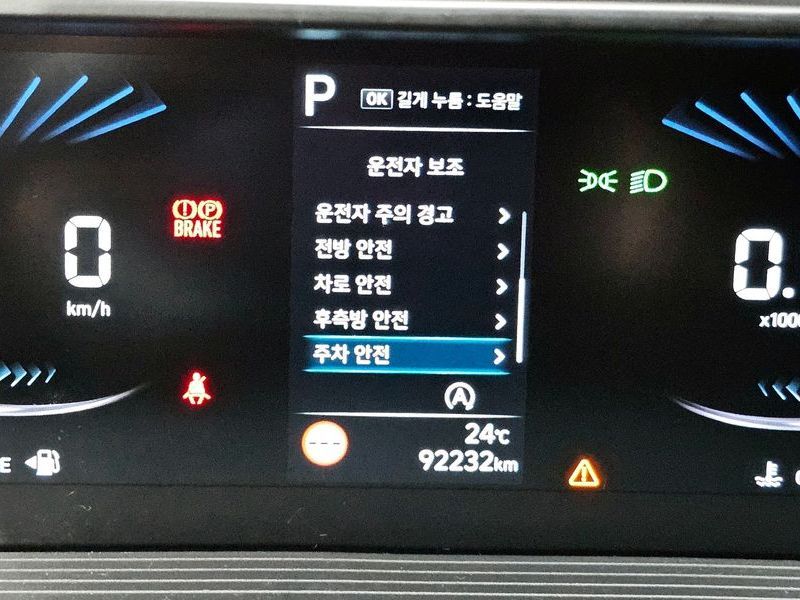 P
OK 길게 누름 : 도움말
운전자 보조
운전자 주의 경고
전방 안전
차로 안전
후측방 안전
주차 안전
0
km/h
BRAKE
P
A
---
24℃
92232km
E
0.